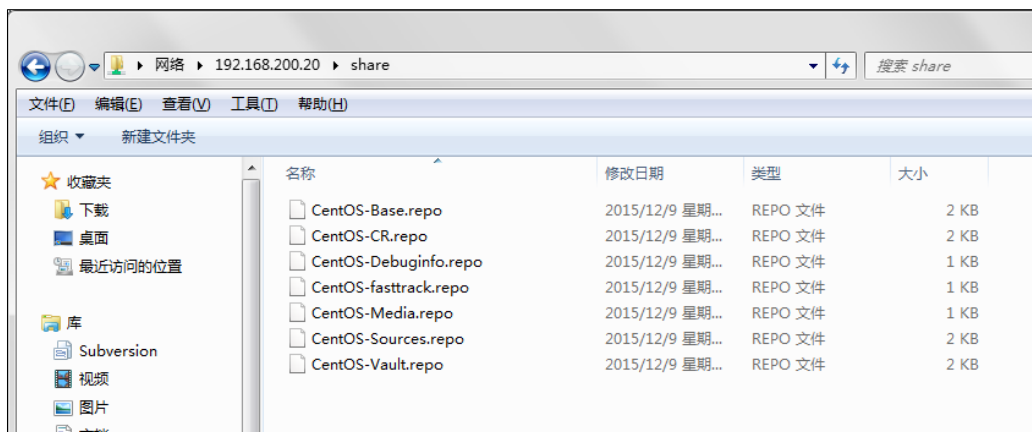 网络 192.168.200.20 share 搜索 share
文件(F) 编辑(E) 查看(V) 工具(T) 帮助(H)
组织 新建文件夹
收藏夹
下载
桌面
最近访问的位置
库
Subversion
视频
图片
名称 修改日期 类型 大小
CentOS-Base.repo 2015/12/9 星期... REPO 文件 2 KB
CentOS-CR.repo 2015/12/9 星期... REPO 文件 2 KB
CentOS-Debuginfo.repo 2015/12/9 星期... REPO 文件 1 KB
CentOS-fasttrack.repo 2015/12/9 星期... REPO 文件 1 KB
CentOS-Media.repo 2015/12/9 星期... REPO 文件 1 KB
CentOS-Sources.repo 2015/12/9 星期... REPO 文件 2 KB
CentOS-Vault.repo 2015/12/9 星期... REPO 文件 2 KB